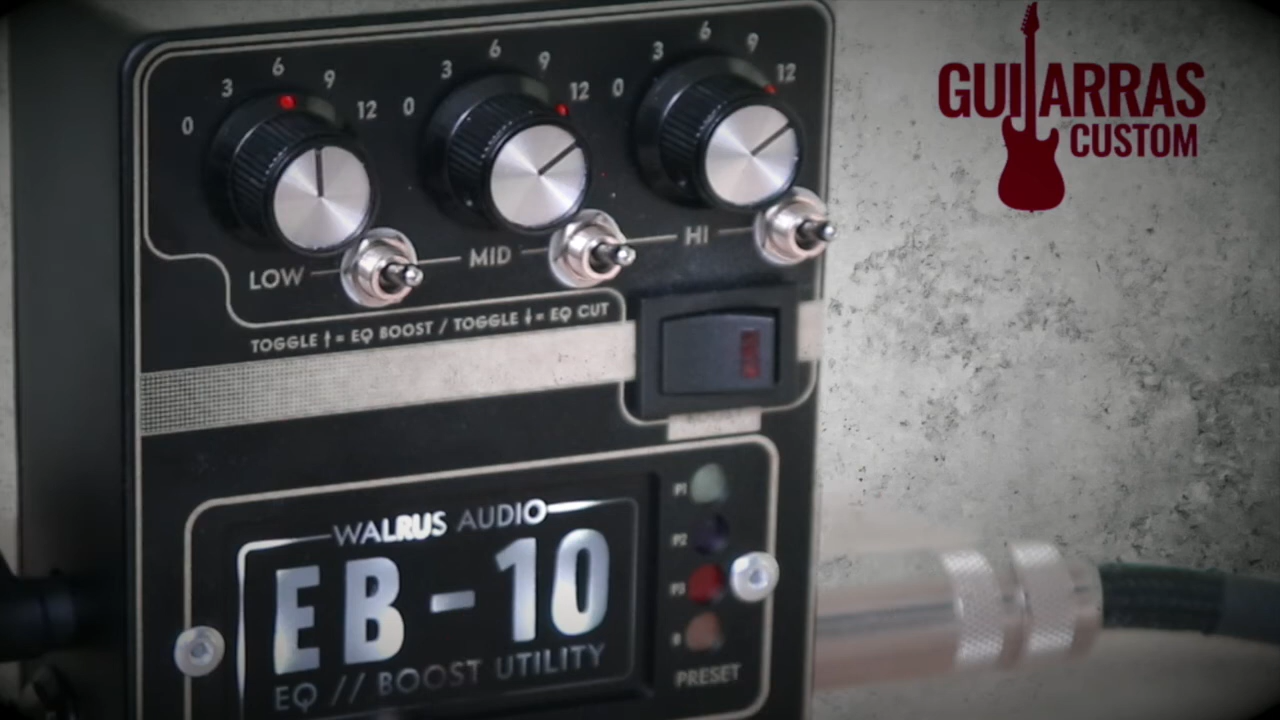 0 3 6 9 12
0 3 6 9 12
0 3 6 9 12
GUITARRAS
CUSTOM
LOW
MID
HI
TOGGLE ↑ = EQ BOOST / TOGGLE ↓ = EQ CUT
WALRUS AUDIO
EB-10
EQ // BOOST UTILITY
P1
P2
P3
PRESET